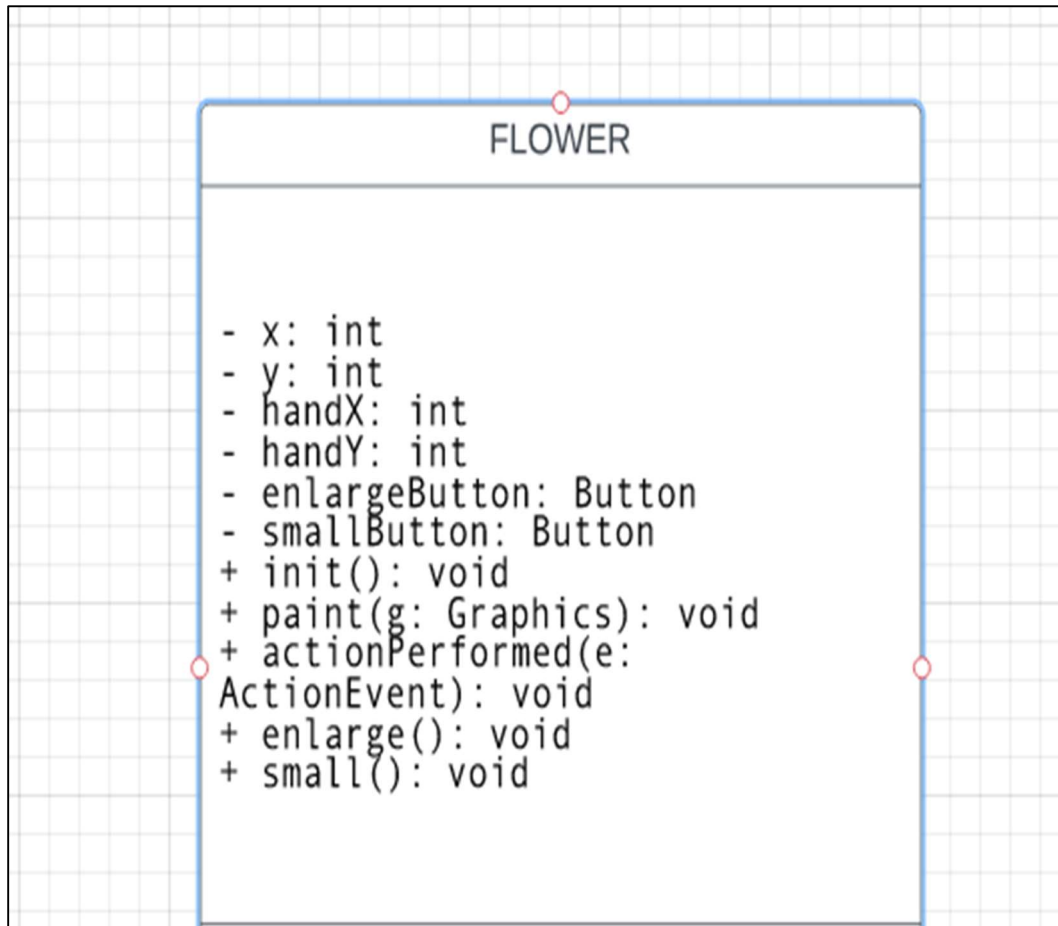 FLOWER
- x: int
- y: int
- handX: int
- handY: int
- enlargeButton: Button
- smallButton: Button
+ init(): void
+ paint(g: Graphics): void
+ actionPerformed(e:
ActionEvent): void
+ enlarge(): void
+ small(): void